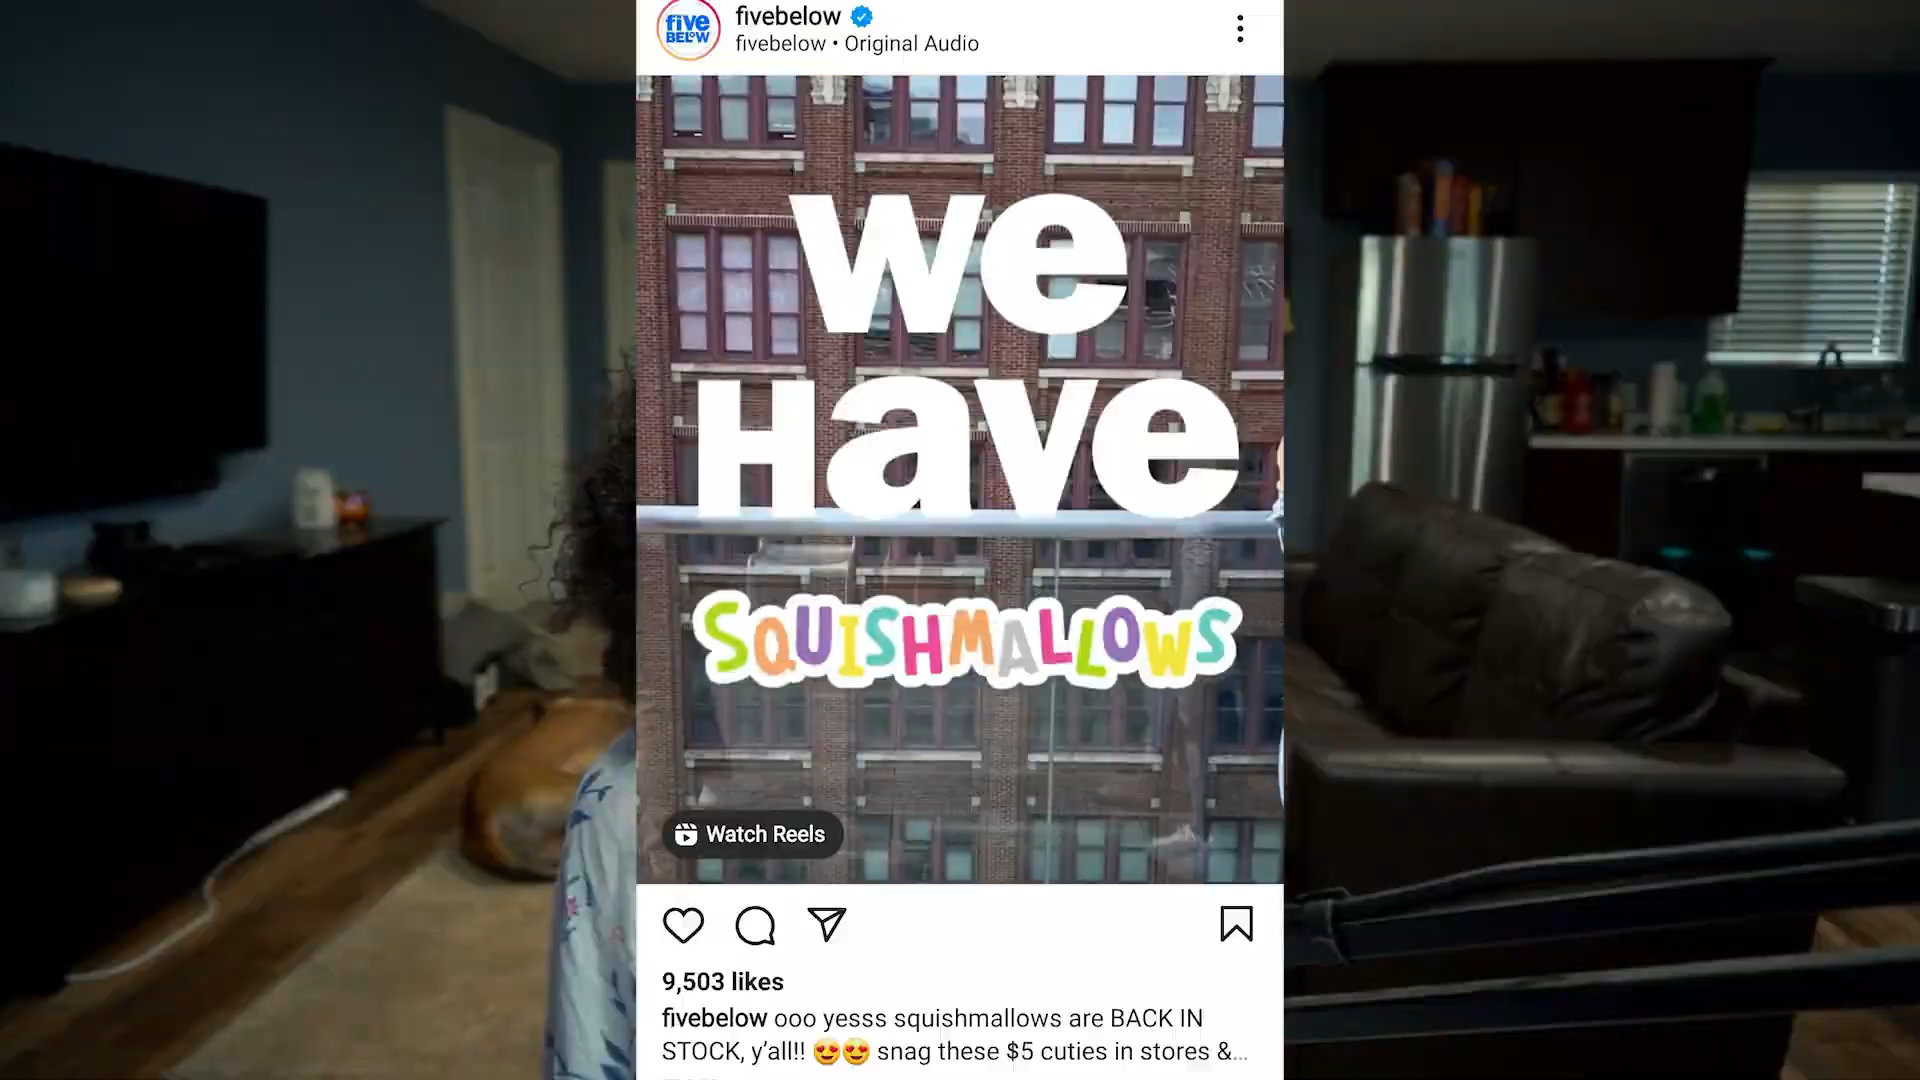 five
BELOW
fivebelow
fivebelow • Original Audio
we
Have
SQUISHMALLOWS
Watch Reels
9,503 likes
fivebelow ooo yesss squishmallows are BACK IN
STOCK, y'all!! 😍😍 snag these $5 cuties in stores &...